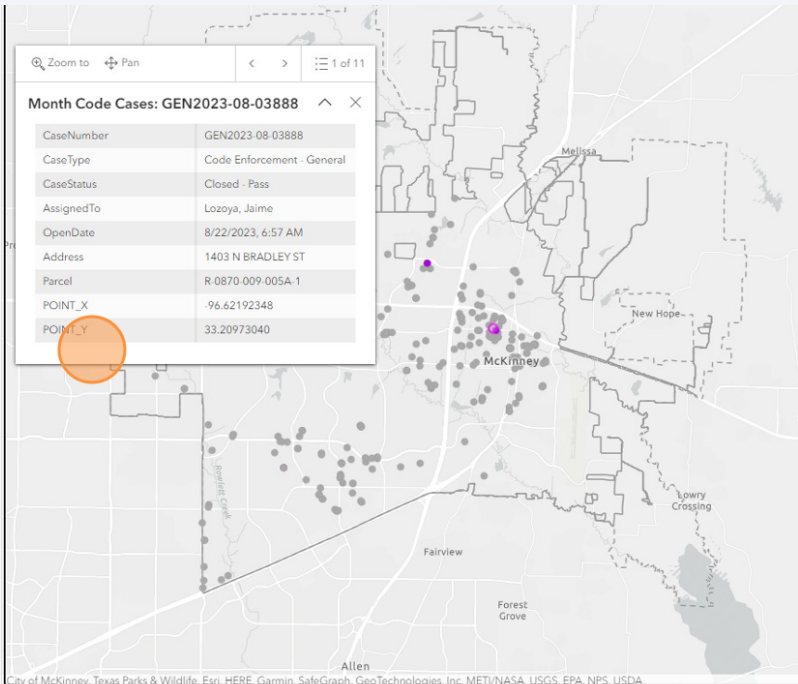 Zoom to Pan 1 of 11
Month Code Cases: GEN2023-08-03888
CaseNumber GEN2023-08-03888
CaseType Code Enforcement - General
CaseStatus Closed - Pass
AssignedTo Lozoya, Jaime
OpenDate 8/22/2023, 6:57 AM
Address 1403 N BRADLEY ST
Parcel R-0870-009-005A-1
POINT_X -96.62192348
POINT_Y 33.20973040
Melissa
New Hope
McKinney
Rowlett Creek
Lowry
Crossing
Fairview
Forest
Grove
Allen
City of McKinney, Texas Parks & Wildlife, Esri, HERE, Garmin, SafeGraph, GeoTechnologies, Inc, METI/NASA, USGS, EPA, NPS, USDA